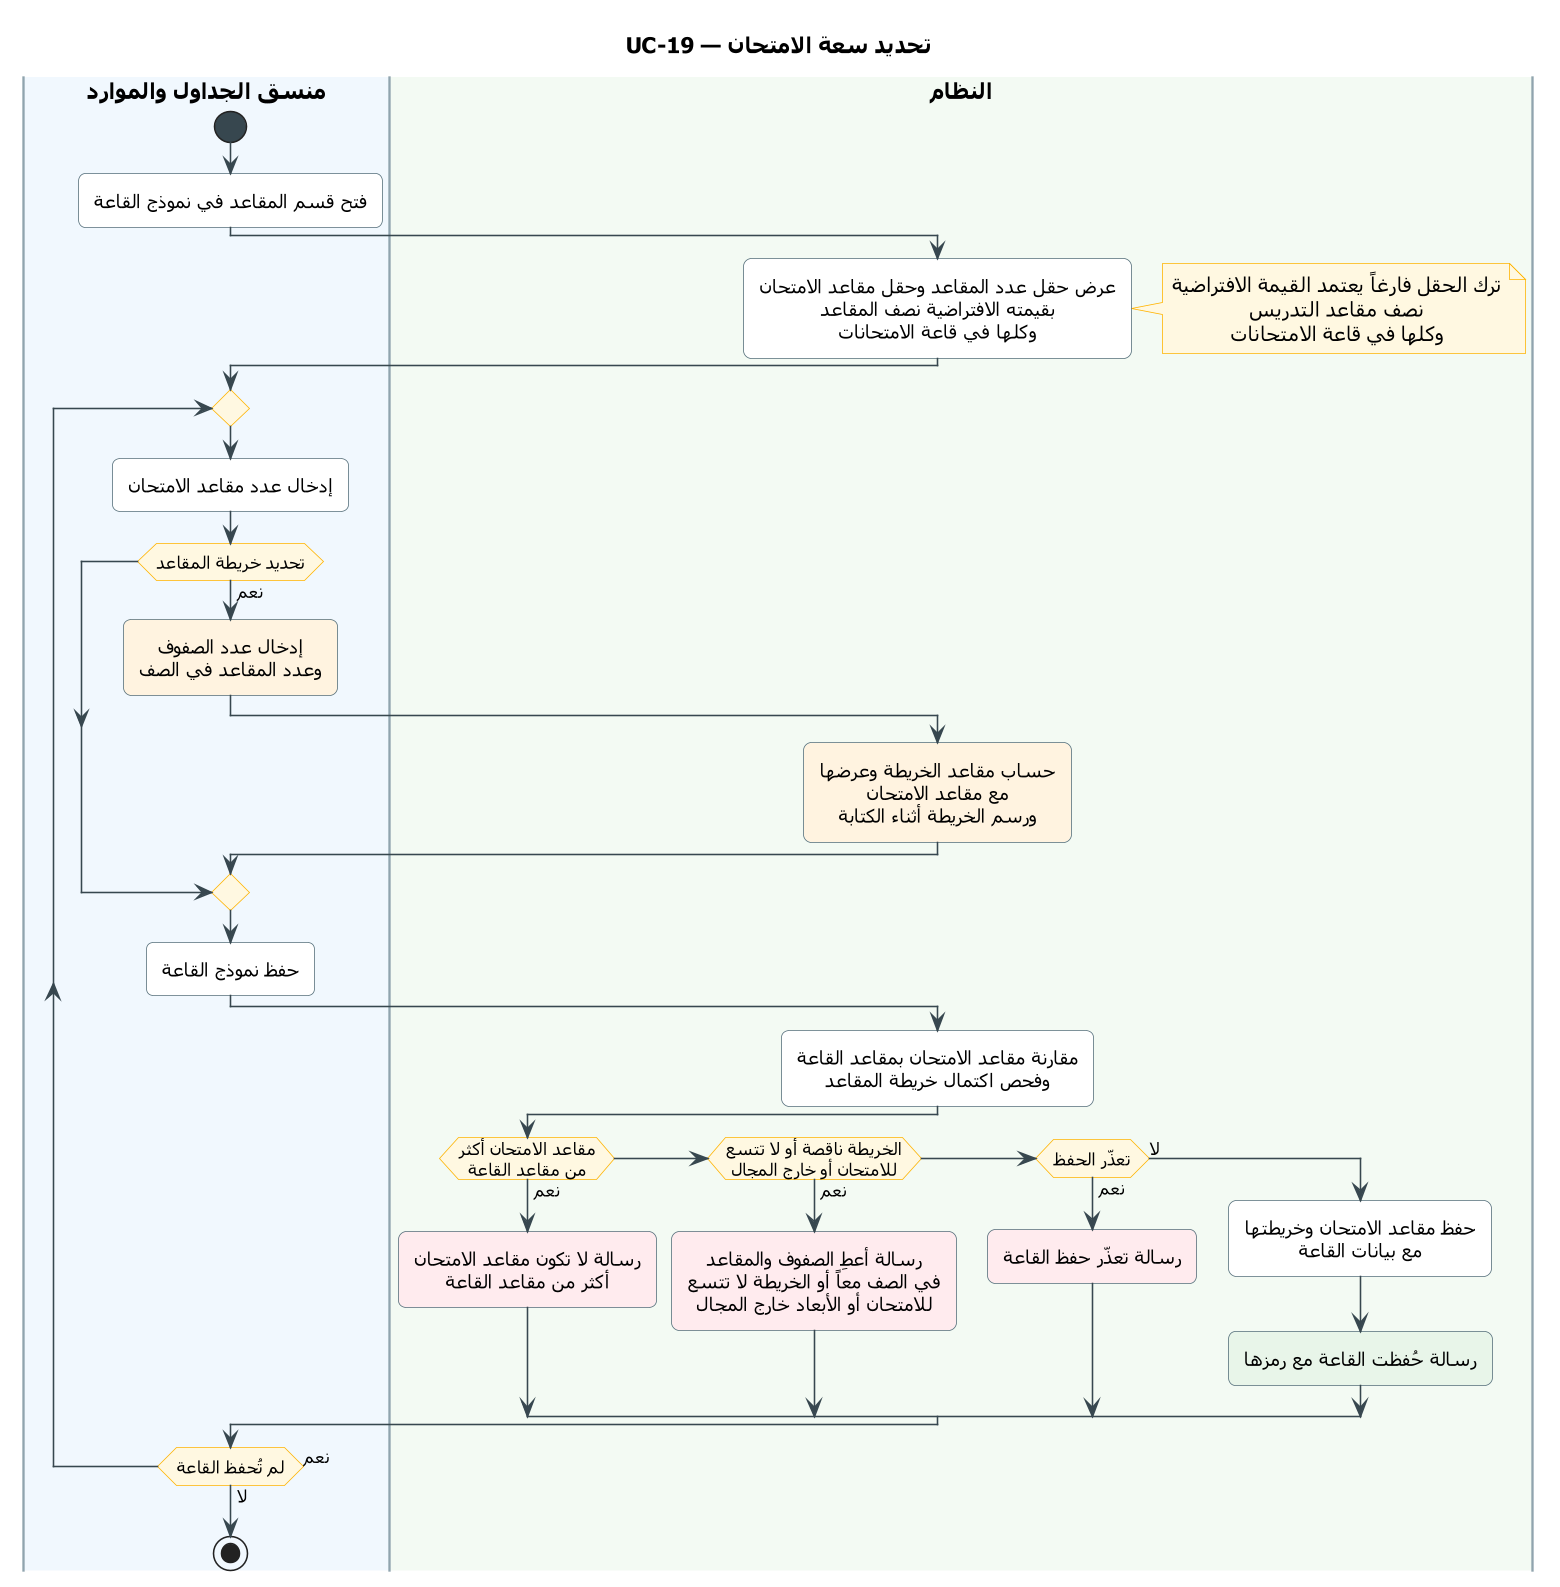 UC-19 — تحديد سعة الامتحان
منسق الجداول والموارد
النظام
فتح قسم المقاعد في نموذج القاعة
عرض حقل عدد المقاعد وحقل مقاعد الامتحان
بقيمته الافتراضية نصف المقاعد
وكلها في قاعة الامتحانات
ترك الحقل فارغاً يعتمد القيمة الافتراضية
نصف مقاعد التدريس
وكلها في قاعة الامتحانات
إدخال عدد مقاعد الامتحان
تحديد خريطة المقاعد
نعم
إدخال عدد الصفوف
وعدد المقاعد في الصف
حساب مقاعد الخريطة وعرضها
مع مقاعد الامتحان
ورسم الخريطة أثناء الكتابة
حفظ نموذج القاعة
مقارنة مقاعد الامتحان بمقاعد القاعة
وفحص اكتمال خريطة المقاعد
مقاعد الامتحان أكثر
من مقاعد القاعة
نعم
الخريطة ناقصة أو لا تتسع
للامتحان أو خارج المجال
نعم
تعذّر الحفظ
نعم
لا
رسالة لا تكون مقاعد الامتحان
أكثر من مقاعد القاعة
رسالة أعطِ الصفوف والمقاعد
في الصف معاً أو الخريطة لا تتسع
للامتحان أو الأبعاد خارج المجال
رسالة تعذّر حفظ القاعة
حفظ مقاعد الامتحان وخريطتها
مع بيانات القاعة
رسالة حُفظت القاعة مع رمزها
لم تُحفظ القاعة
نعم
لا